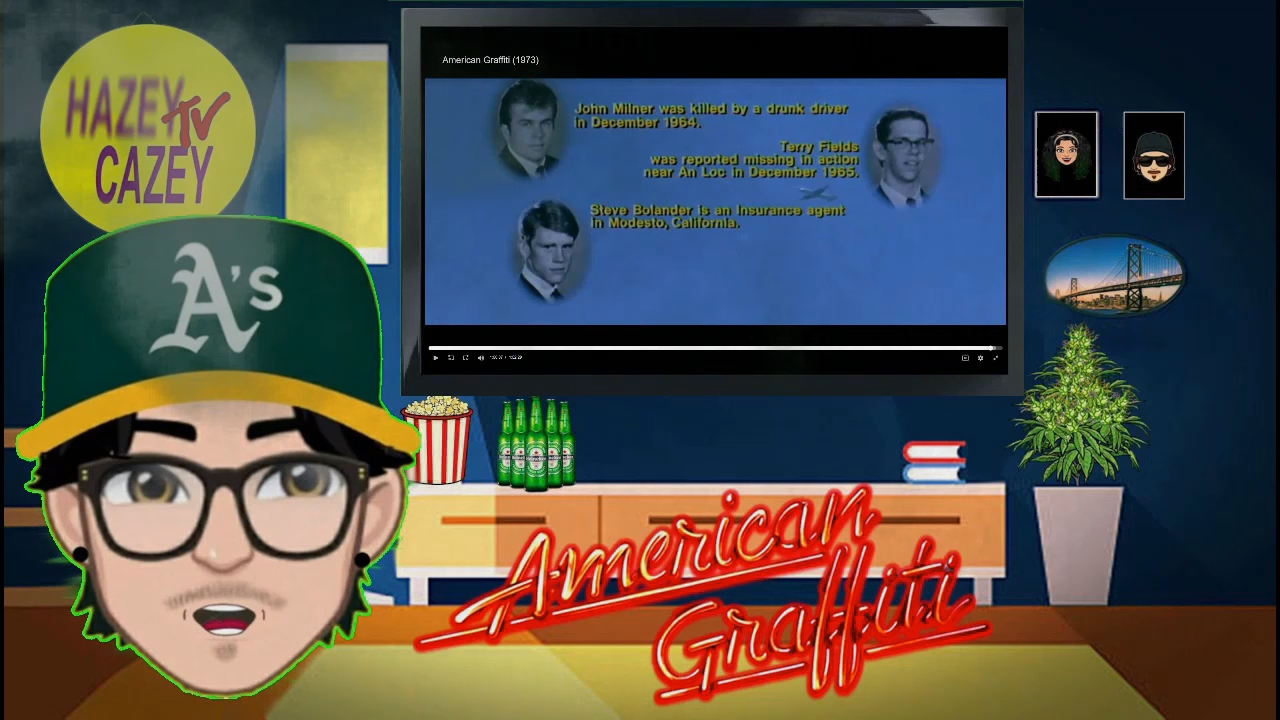 HAZEY TV
CAZEY
A's
American Graffiti (1973)
John Milner was killed by a drunk driver
in December 1964.
Terry Fields
was reported missing in action
near An Loc in December 1965.
Steve Bolander is an insurance agent
in Modesto, California.
Heineken
American
Graffiti